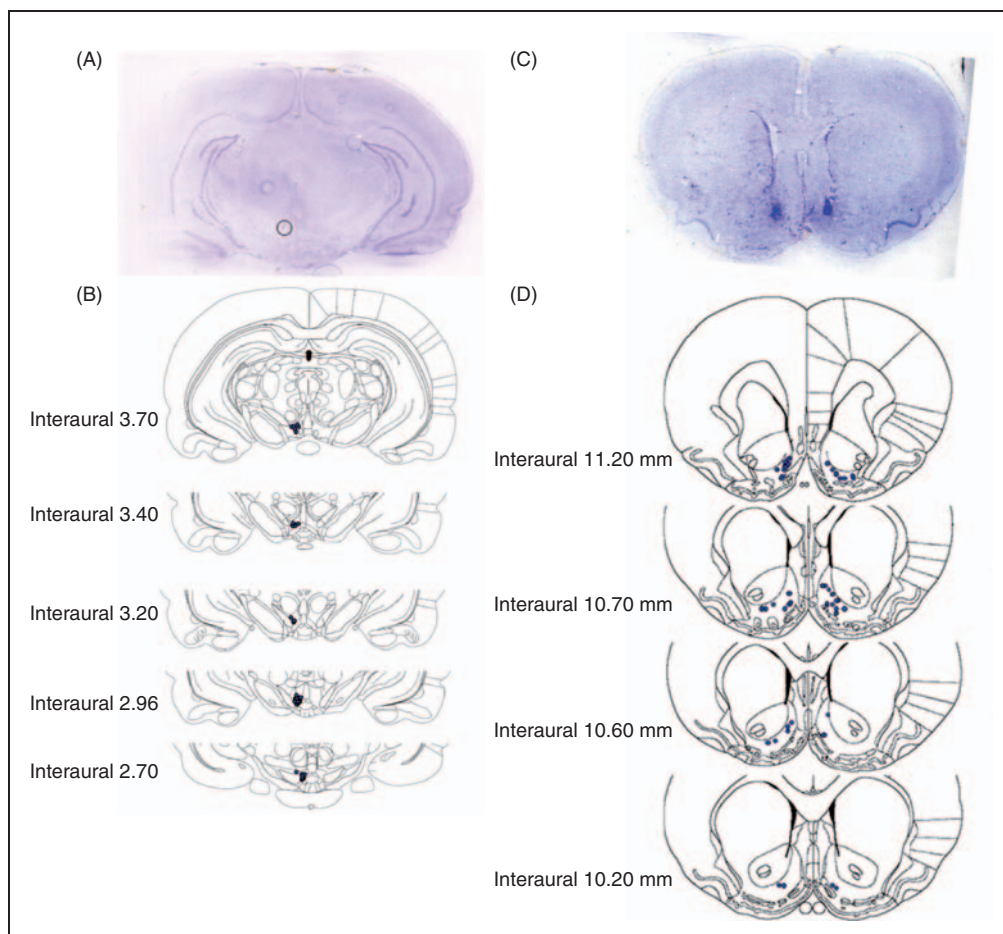 (A)
(B)
Interaural 3.70
Interaural 3.40
Interaural 3.20
Interaural 2.96
Interaural 2.70
(C)
(D)
Interaural 11.20 mm
Interaural 10.70 mm
Interaural 10.60 mm
Interaural 10.20 mm